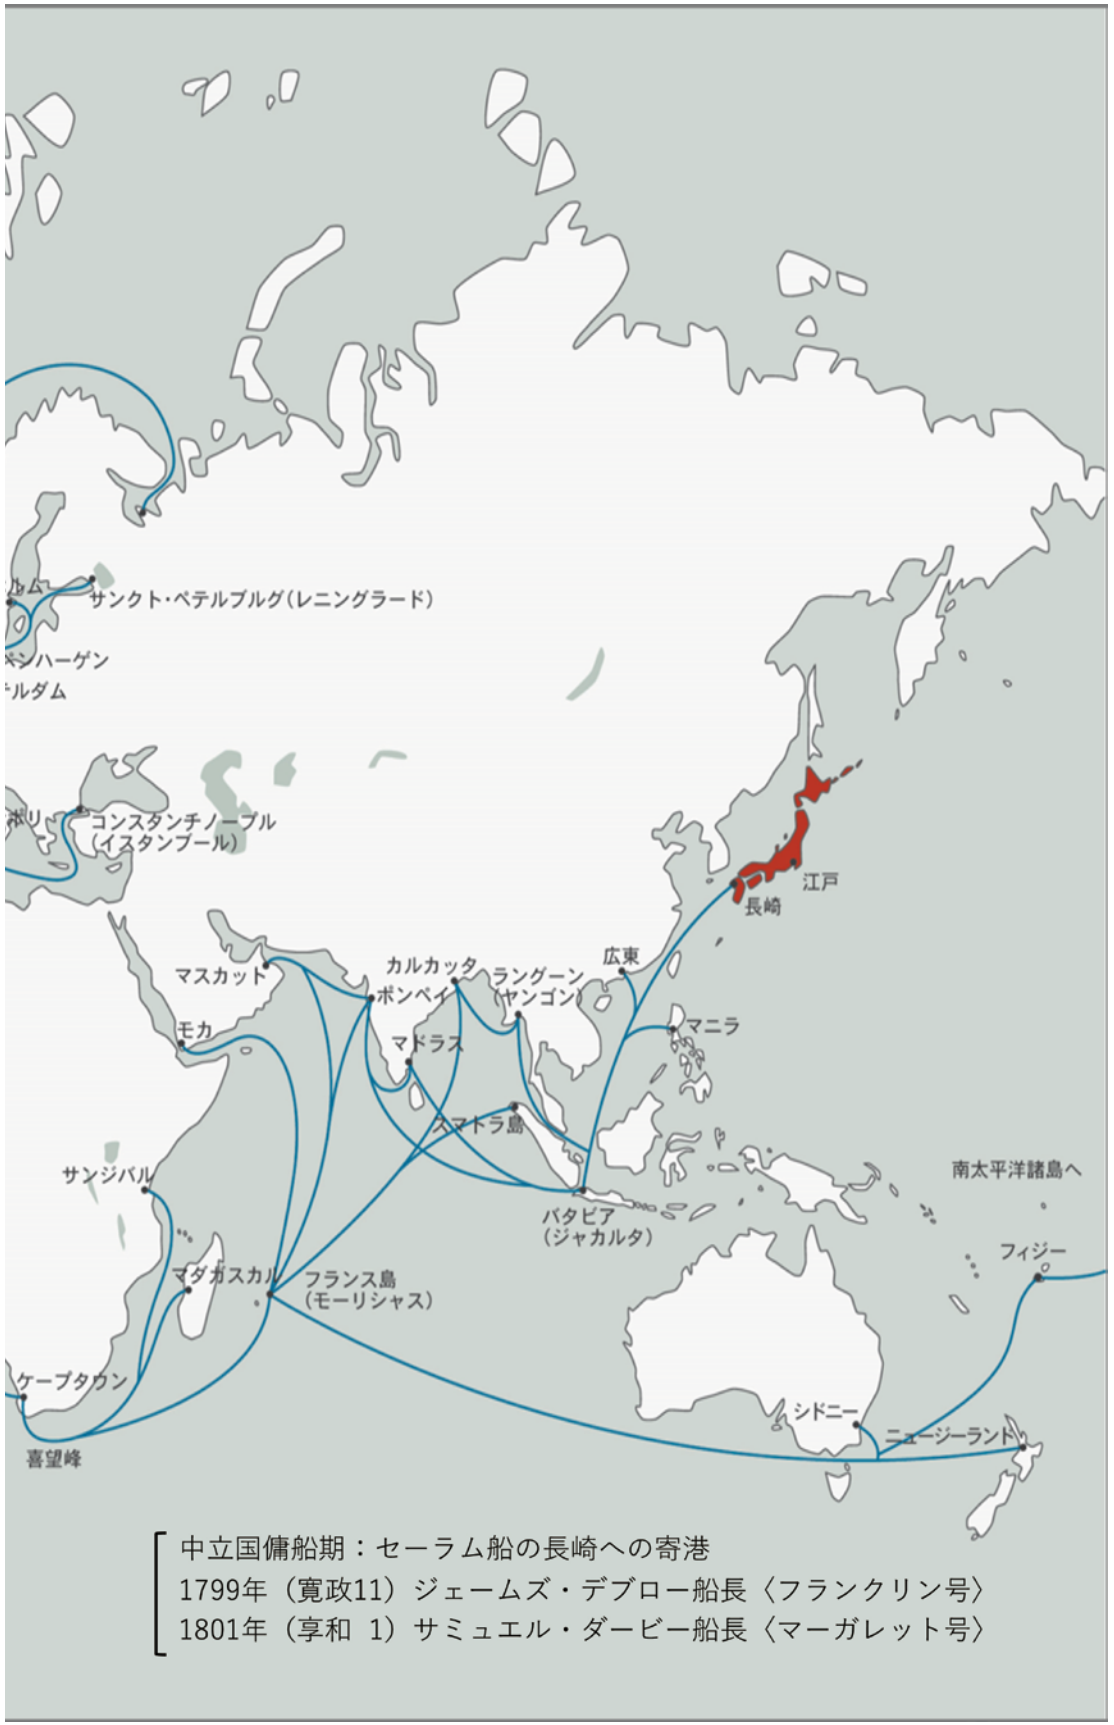 ルム
サンクト・ペテルブルグ(レニングラード)
ペンハーゲン
テルダム
ポリ
コンスタンチノープル
(イスタンブール)
江戸
長崎
広東
カルカッタ
ラングーン
(ヤンゴン)
マスカット
ボンベイ
モカ
マドラス
マニラ
スマトラ島
サンジバル
南太平洋諸島へ
バタビア
(ジャカルタ)
フィジー
マダガスカル
フランス島
(モーリシャス)
ケープタウン
シドニー
ニュージーランド
喜望峰
中立国傭船期：セーラム船の長崎への寄港
1799年（寛政11）ジェームズ・デブロー船長〈フランクリン号〉
1801年（享和 1）サミュエル・ダービー船長〈マーガレット号〉